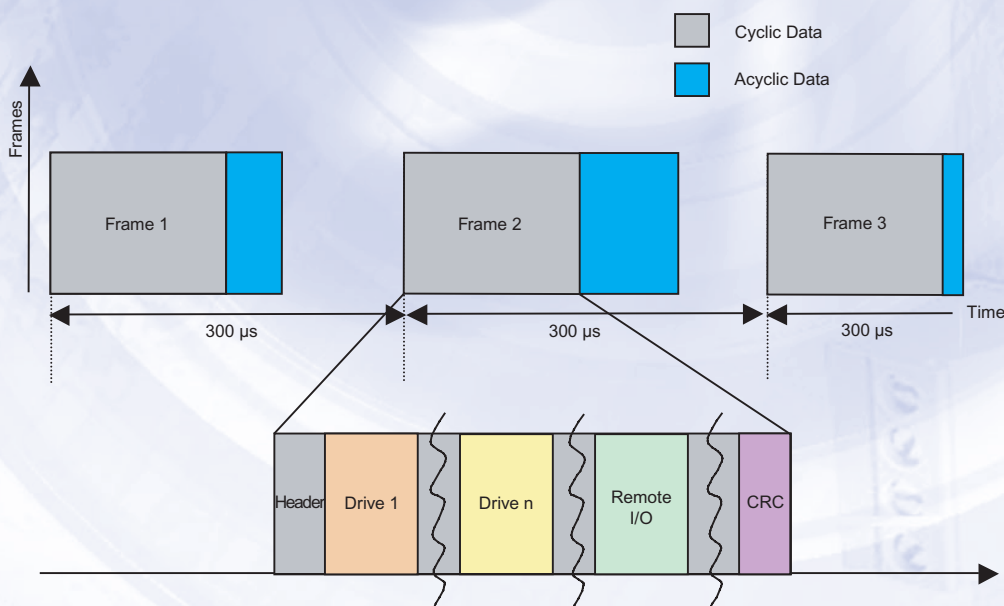 Cyclic Data
Acyclic Data
Frames
Frame 1
Frame 2
Frame 3
Time
300 µs
300 µs
300 µs
Header
Drive 1
Drive n
Remote
I/O
CRC